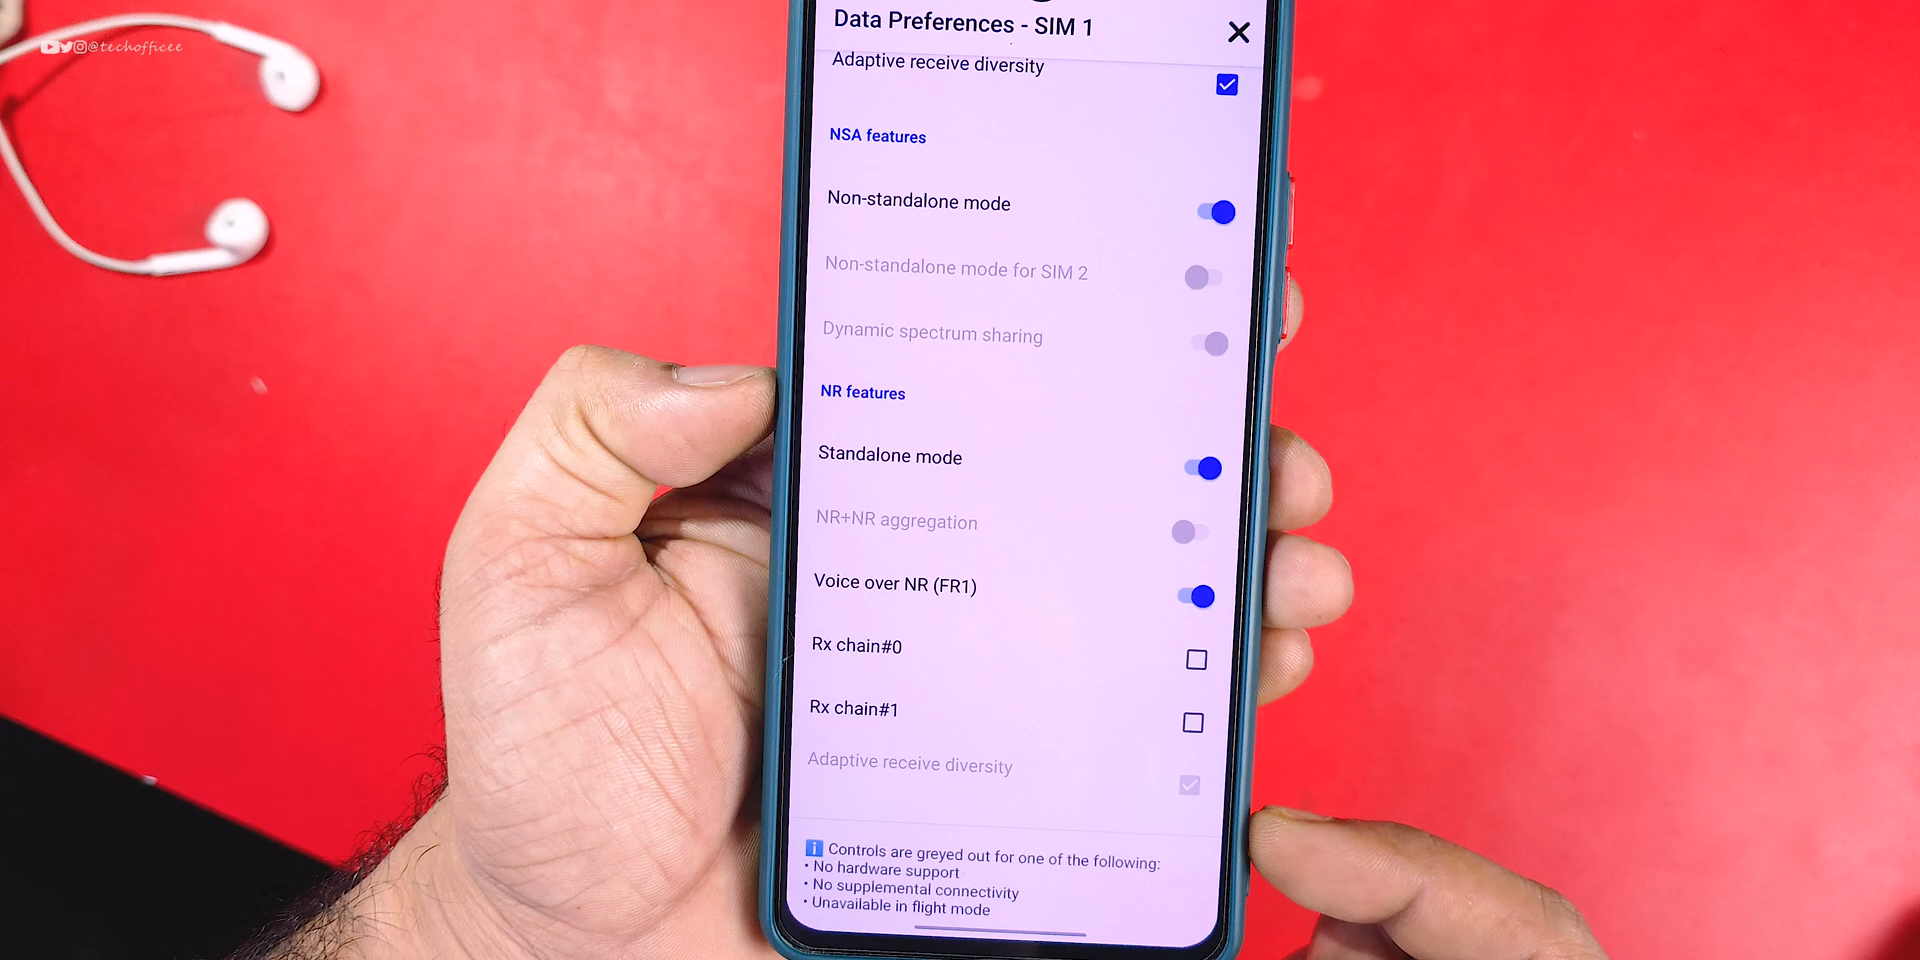 @techofficee
Data Preferences - SIM 1
Adaptive receive diversity
NSA features
Non-standalone mode
Non-standalone mode for SIM 2
Dynamic spectrum sharing
NR features
Standalone mode
NR+NR aggregation
Voice over NR (FR1)
Rx chain#0
Rx chain#1
Adaptive receive diversity
Controls are greyed out for one of the following:
• No hardware support
• No supplemental connectivity
• Unavailable in flight mode